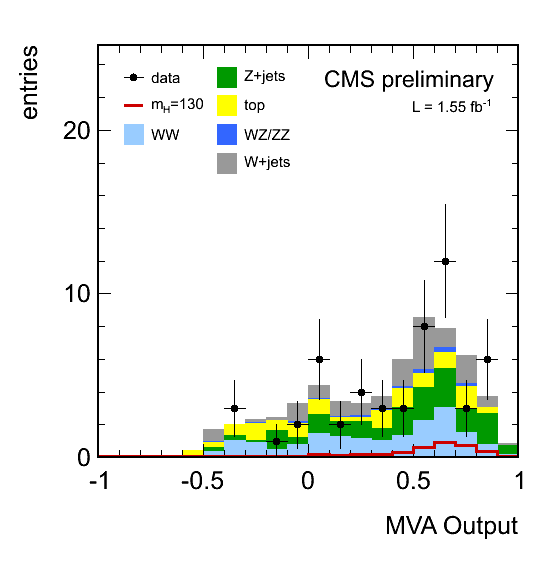 entries
CMS preliminary
L = 1.55 fb⁻¹
data
m_H=130
WW
Z+jets
top
WZ/ZZ
W+jets
20
10
0
-1 -0.5 0 0.5 1
MVA Output